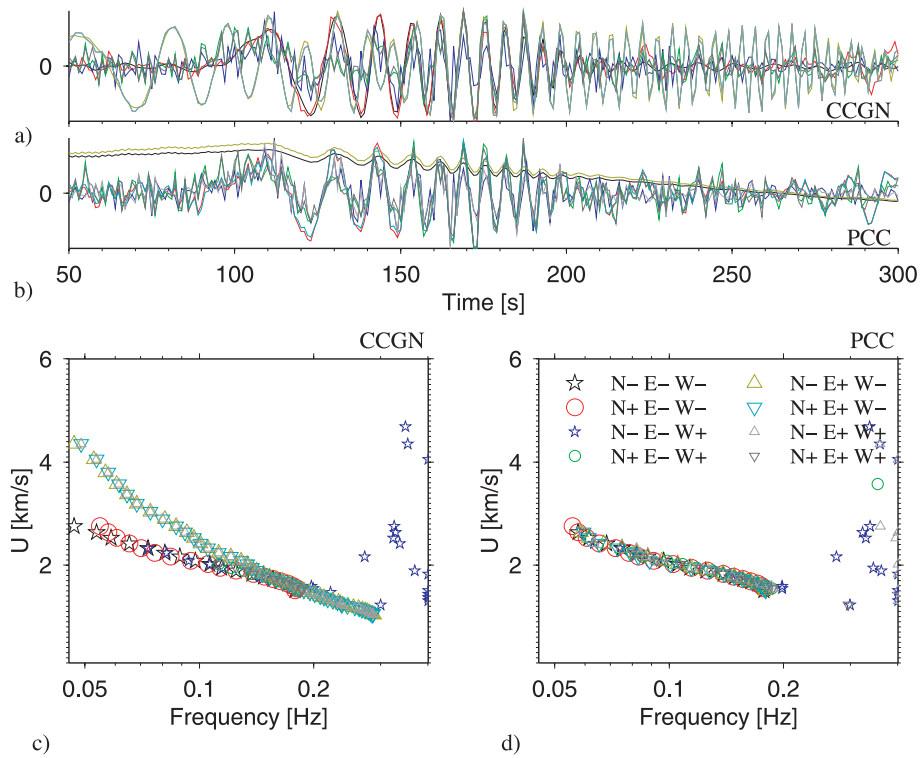 0
CCGN
a)
0
PCC
50 100 150 200 250 300
b)
Time [s]
CCGN
PCC
6
4
2
U [km/s]
0.05 0.1 0.2
Frequency [Hz]
c)
6
4
2
U [km/s]
N− E− W−
N+ E− W−
N− E− W+
N+ E− W+
N− E+ W−
N+ E+ W−
N− E+ W+
N+ E+ W+
0.05 0.1 0.2
Frequency [Hz]
d)